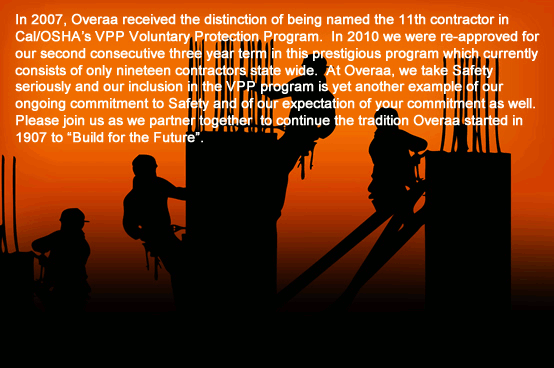 In 2007, Overaa received the distinction of being named the 11th contractor in
Cal/OSHA's VPP Voluntary Protection Program.  In 2010 we were re-approved for
our second consecutive three year term in this prestigious program which currently
consists of only nineteen contractors state wide.  At Overaa, we take Safety
seriously and our inclusion in the VPP program is yet another example of our
ongoing commitment to Safety and of our expectation of your commitment as well.
Please join us as we partner together  to continue the tradition Overaa started in
1907 to “Build for the Future”.